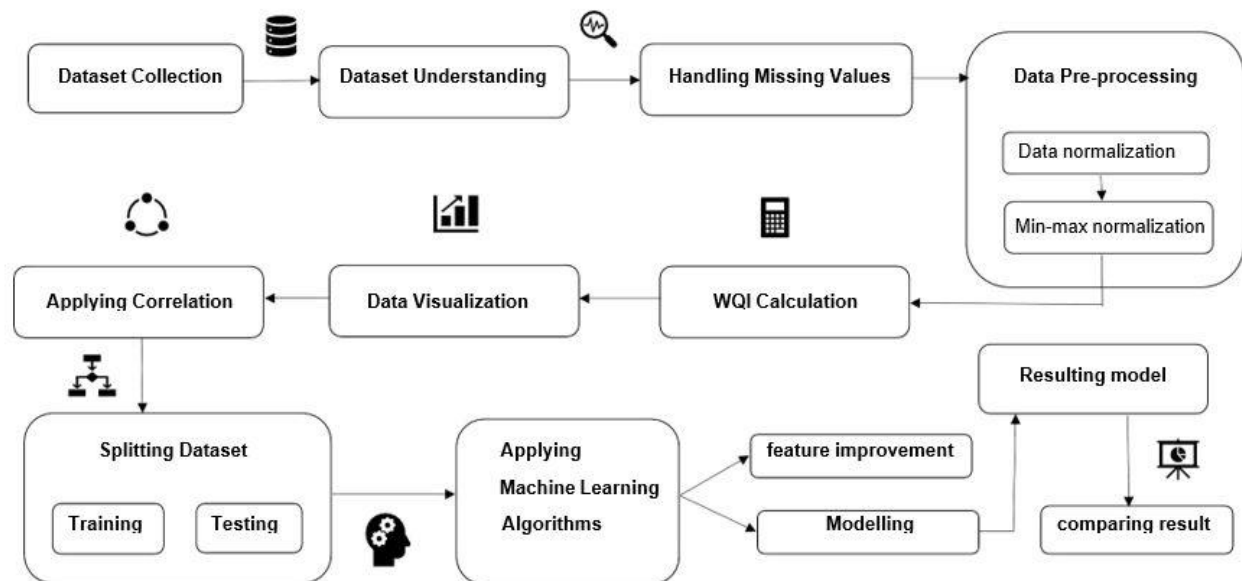 Dataset Collection
Dataset Understanding
Handling Missing Values
Data Pre-processing
Data normalization
Min-max normalization
WQI Calculation
Data Visualization
Applying Correlation
Splitting Dataset
Training
Testing
Applying
Machine Learning
Algorithms
feature improvement
Modelling
Resulting model
comparing result